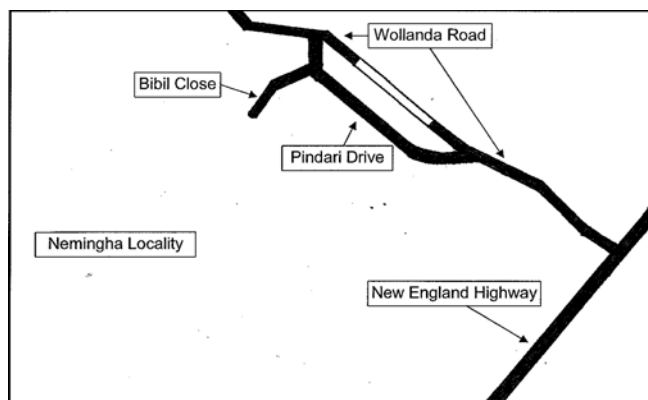 Wollanda Road
Bibil Close
Pindari Drive
Nemingha Locality
New England Highway